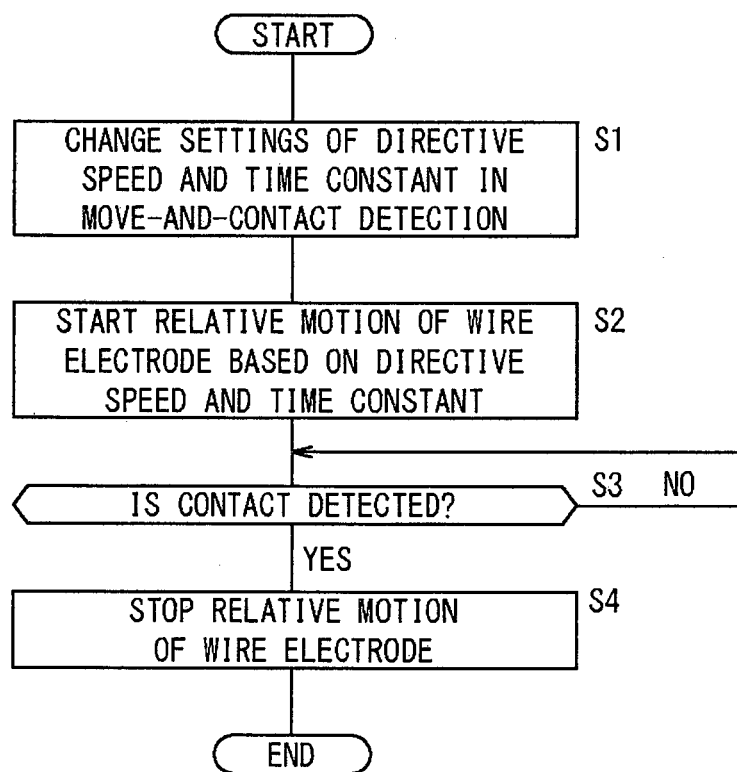 START
CHANGE SETTINGS OF DIRECTIVE
SPEED AND TIME CONSTANT IN
MOVE-AND-CONTACT DETECTION
S1
START RELATIVE MOTION OF WIRE
ELECTRODE BASED ON DIRECTIVE
SPEED AND TIME CONSTANT
S2
IS CONTACT DETECTED?
S3 NO
YES
STOP RELATIVE MOTION
OF WIRE ELECTRODE
S4
END